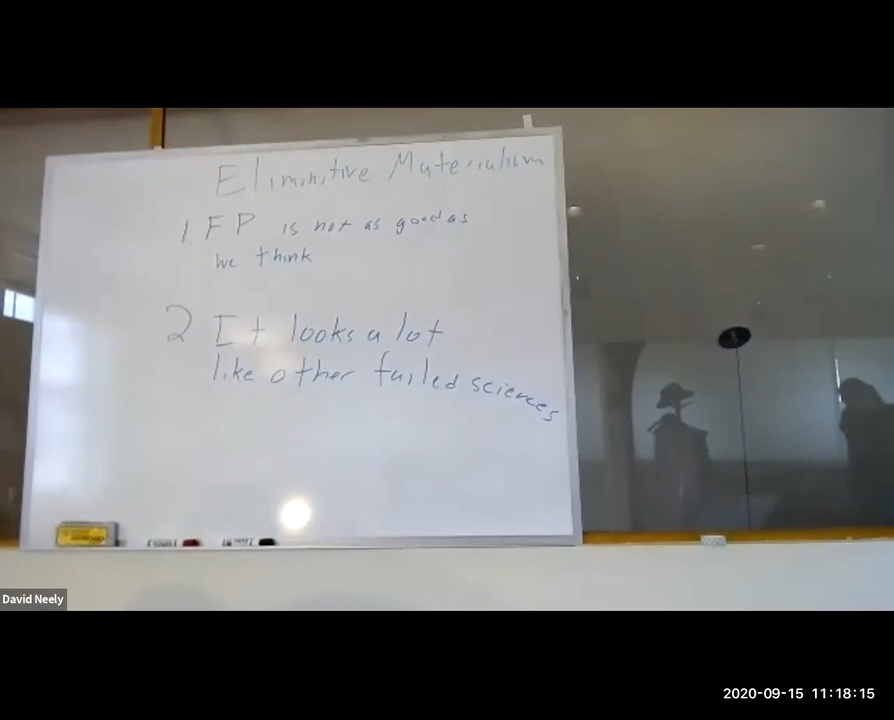 Eliminitive Materialism
1. FP is not as good as
we think
2 It looks a lot
like other failed sciences
David Neely
2020-09-15 11:18:15